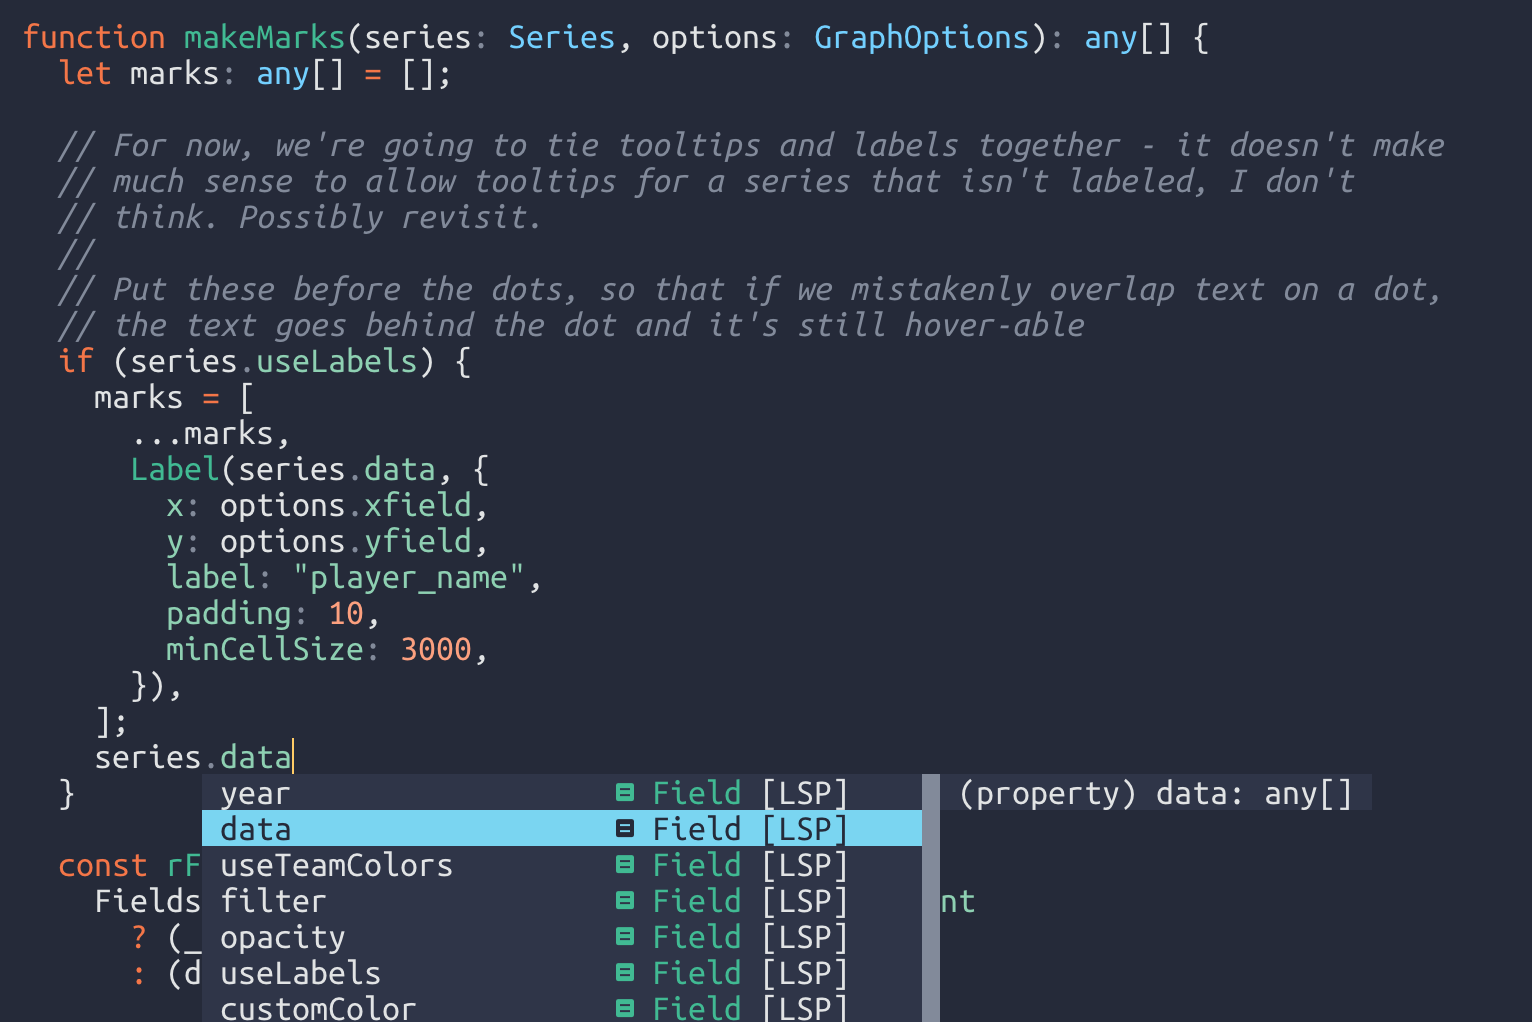 function makeMarks(series: Series, options: GraphOptions): any[] {
let marks: any[] = [];
// For now, we're going to tie tooltips and labels together - it doesn't make
// much sense to allow tooltips for a series that isn't labeled, I don't
// think. Possibly revisit.
//
// Put these before the dots, so that if we mistakenly overlap text on a dot,
// the text goes behind the dot and it's still hover-able
if (series.useLabels) {
marks = [
...marks,
Label(series.data, {
x: options.xfield,
y: options.yfield,
label: "player_name",
padding: 10,
minCellSize: 3000,
}),
];
series.data
} year Field [LSP] (property) data: any[]
data Field [LSP]
const rF useTeamColors Field [LSP]
Fields filter Field [LSP] nt
? (_ opacity Field [LSP]
: (d useLabels Field [LSP]
customColor Field [LSP]